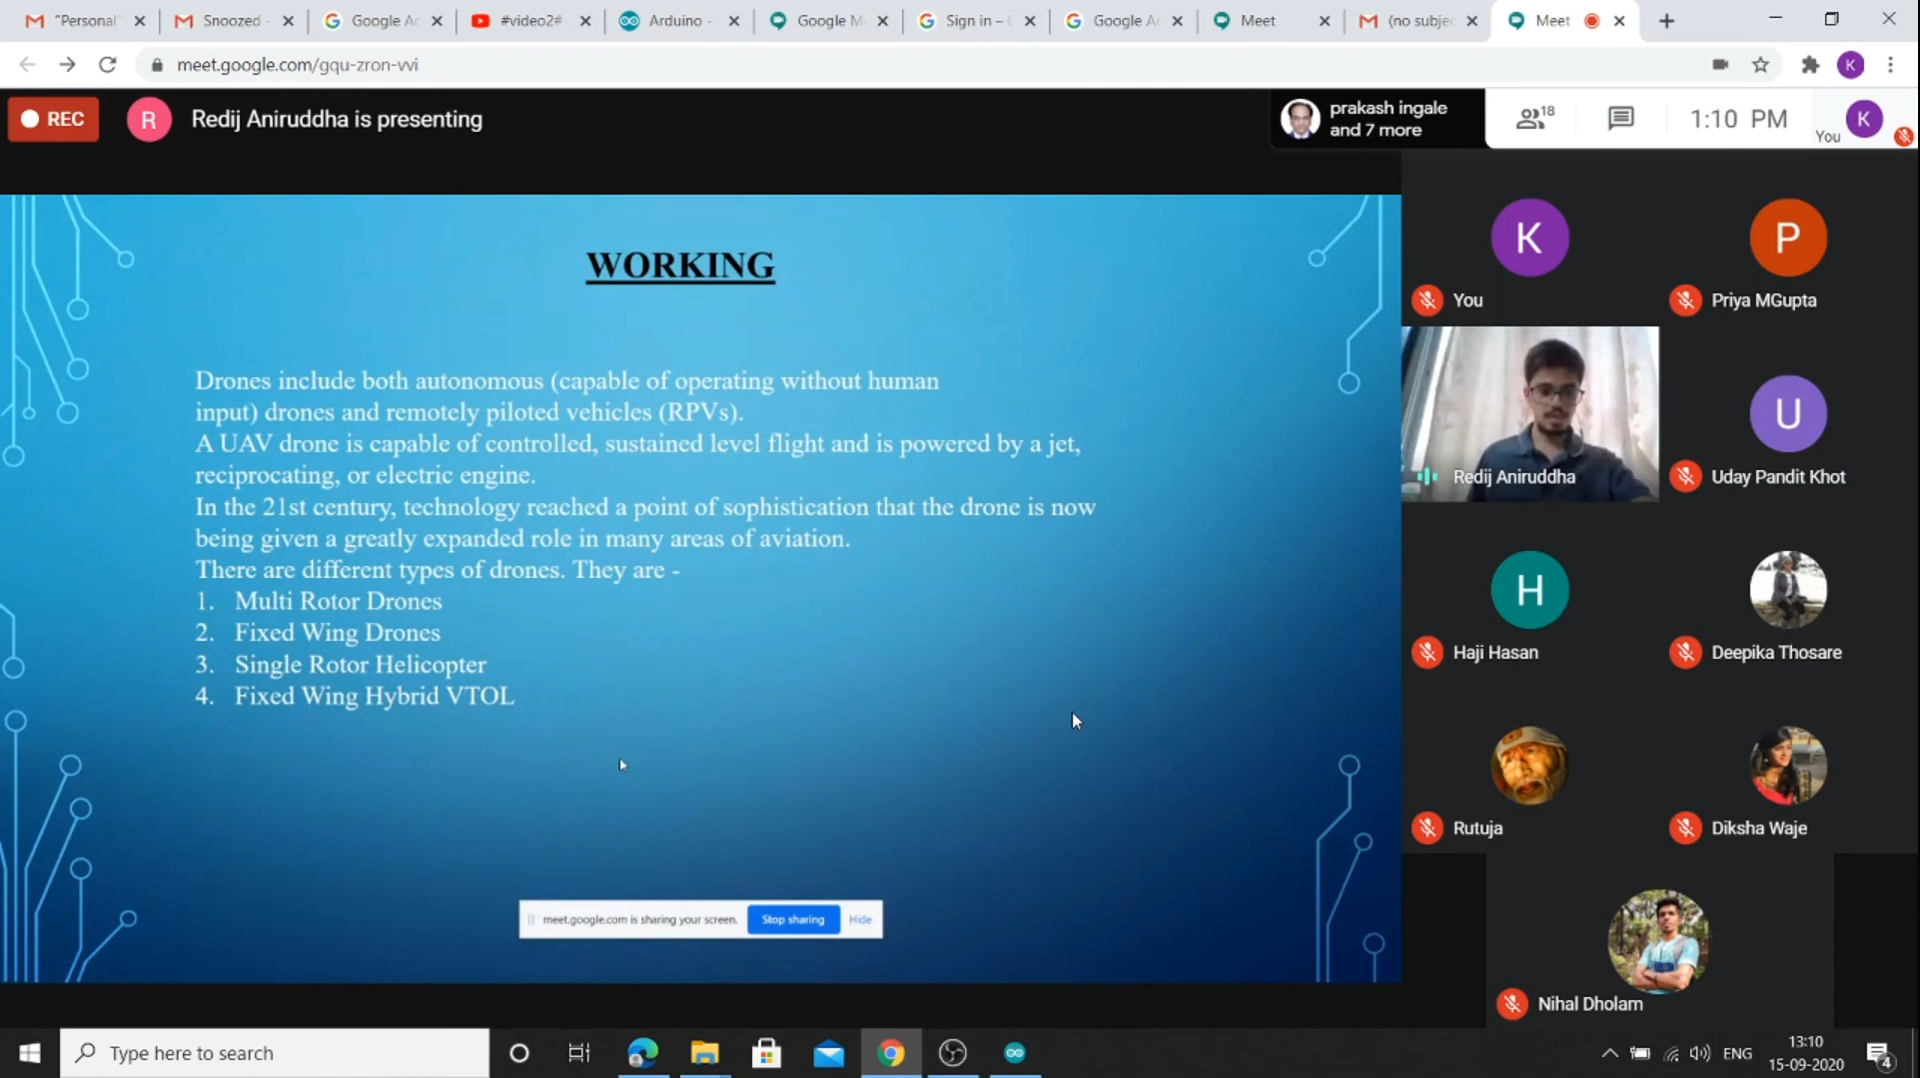 "Personal"
Snoozed -
Google Ac
#video2#
Arduino -
Google M
Sign in – G
Google A
Meet
(no subje
Meet
meet.google.com/gqu-zron-vvi
K
REC
R
Redij Aniruddha is presenting
prakash ingale
and 7 more
18
1:10 PM
You
K
WORKING
Drones include both autonomous (capable of operating without human
input) drones and remotely piloted vehicles (RPVs).
A UAV drone is capable of controlled, sustained level flight and is powered by a jet,
reciprocating, or electric engine.
In the 21st century, technology reached a point of sophistication that the drone is now
being given a greatly expanded role in many areas of aviation.
There are different types of drones. They are -
1. Multi Rotor Drones
2. Fixed Wing Drones
3. Single Rotor Helicopter
4. Fixed Wing Hybrid VTOL
meet.google.com is sharing your screen.
Stop sharing
Hide
K
You
P
Priya MGupta
Redij Aniruddha
U
Uday Pandit Khot
H
Haji Hasan
Deepika Thosare
Rutuja
Diksha Waje
Nihal Dholam
Type here to search
ENG
13:10
15-09-2020
4